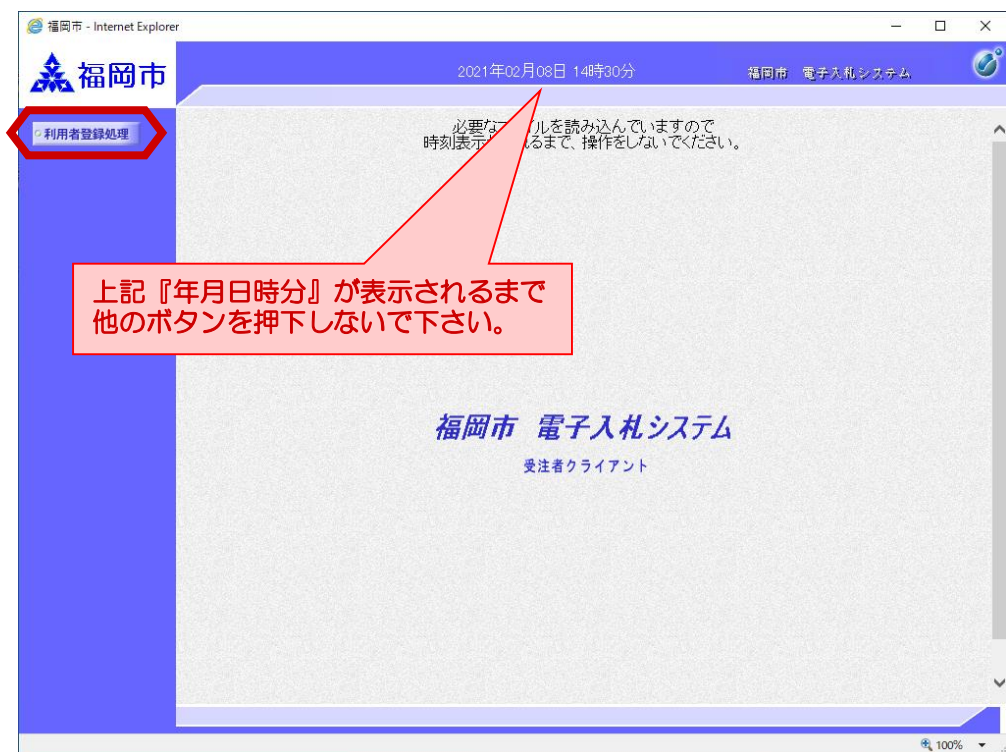 福岡市 - Internet Explorer
福岡市
2021年02月08日 14時30分
福岡市 電子入札システム
利用者登録処理
必要な
ルを読み込んでいますので
時刻表示
れるまで、操作をしないでください。
上記『年月日時分』が表示されるまで
他のボタンを押下しないで下さい。
福岡市 電子入札システム
受注者クライアント
100%